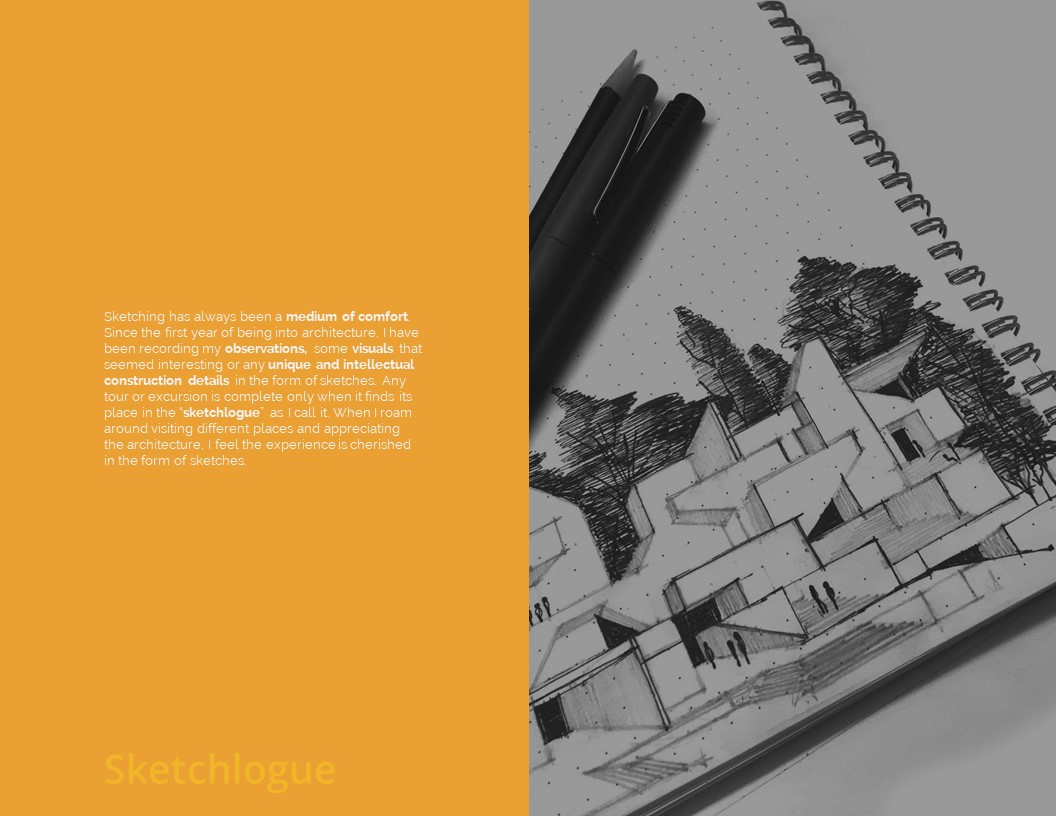 Sketching has always been a medium of comfort.
Since the first year of being into architecture, I have
been recording my observations, some visuals that
seemed interesting or any unique and intellectual
construction details in the form of sketches. Any
tour or excursion is complete only when it finds its
place in the “sketchlogue” as I call it. When I roam
around visiting different places and appreciating
the architecture, I feel the experience is cherished
in the form of sketches.
Sketchlogue